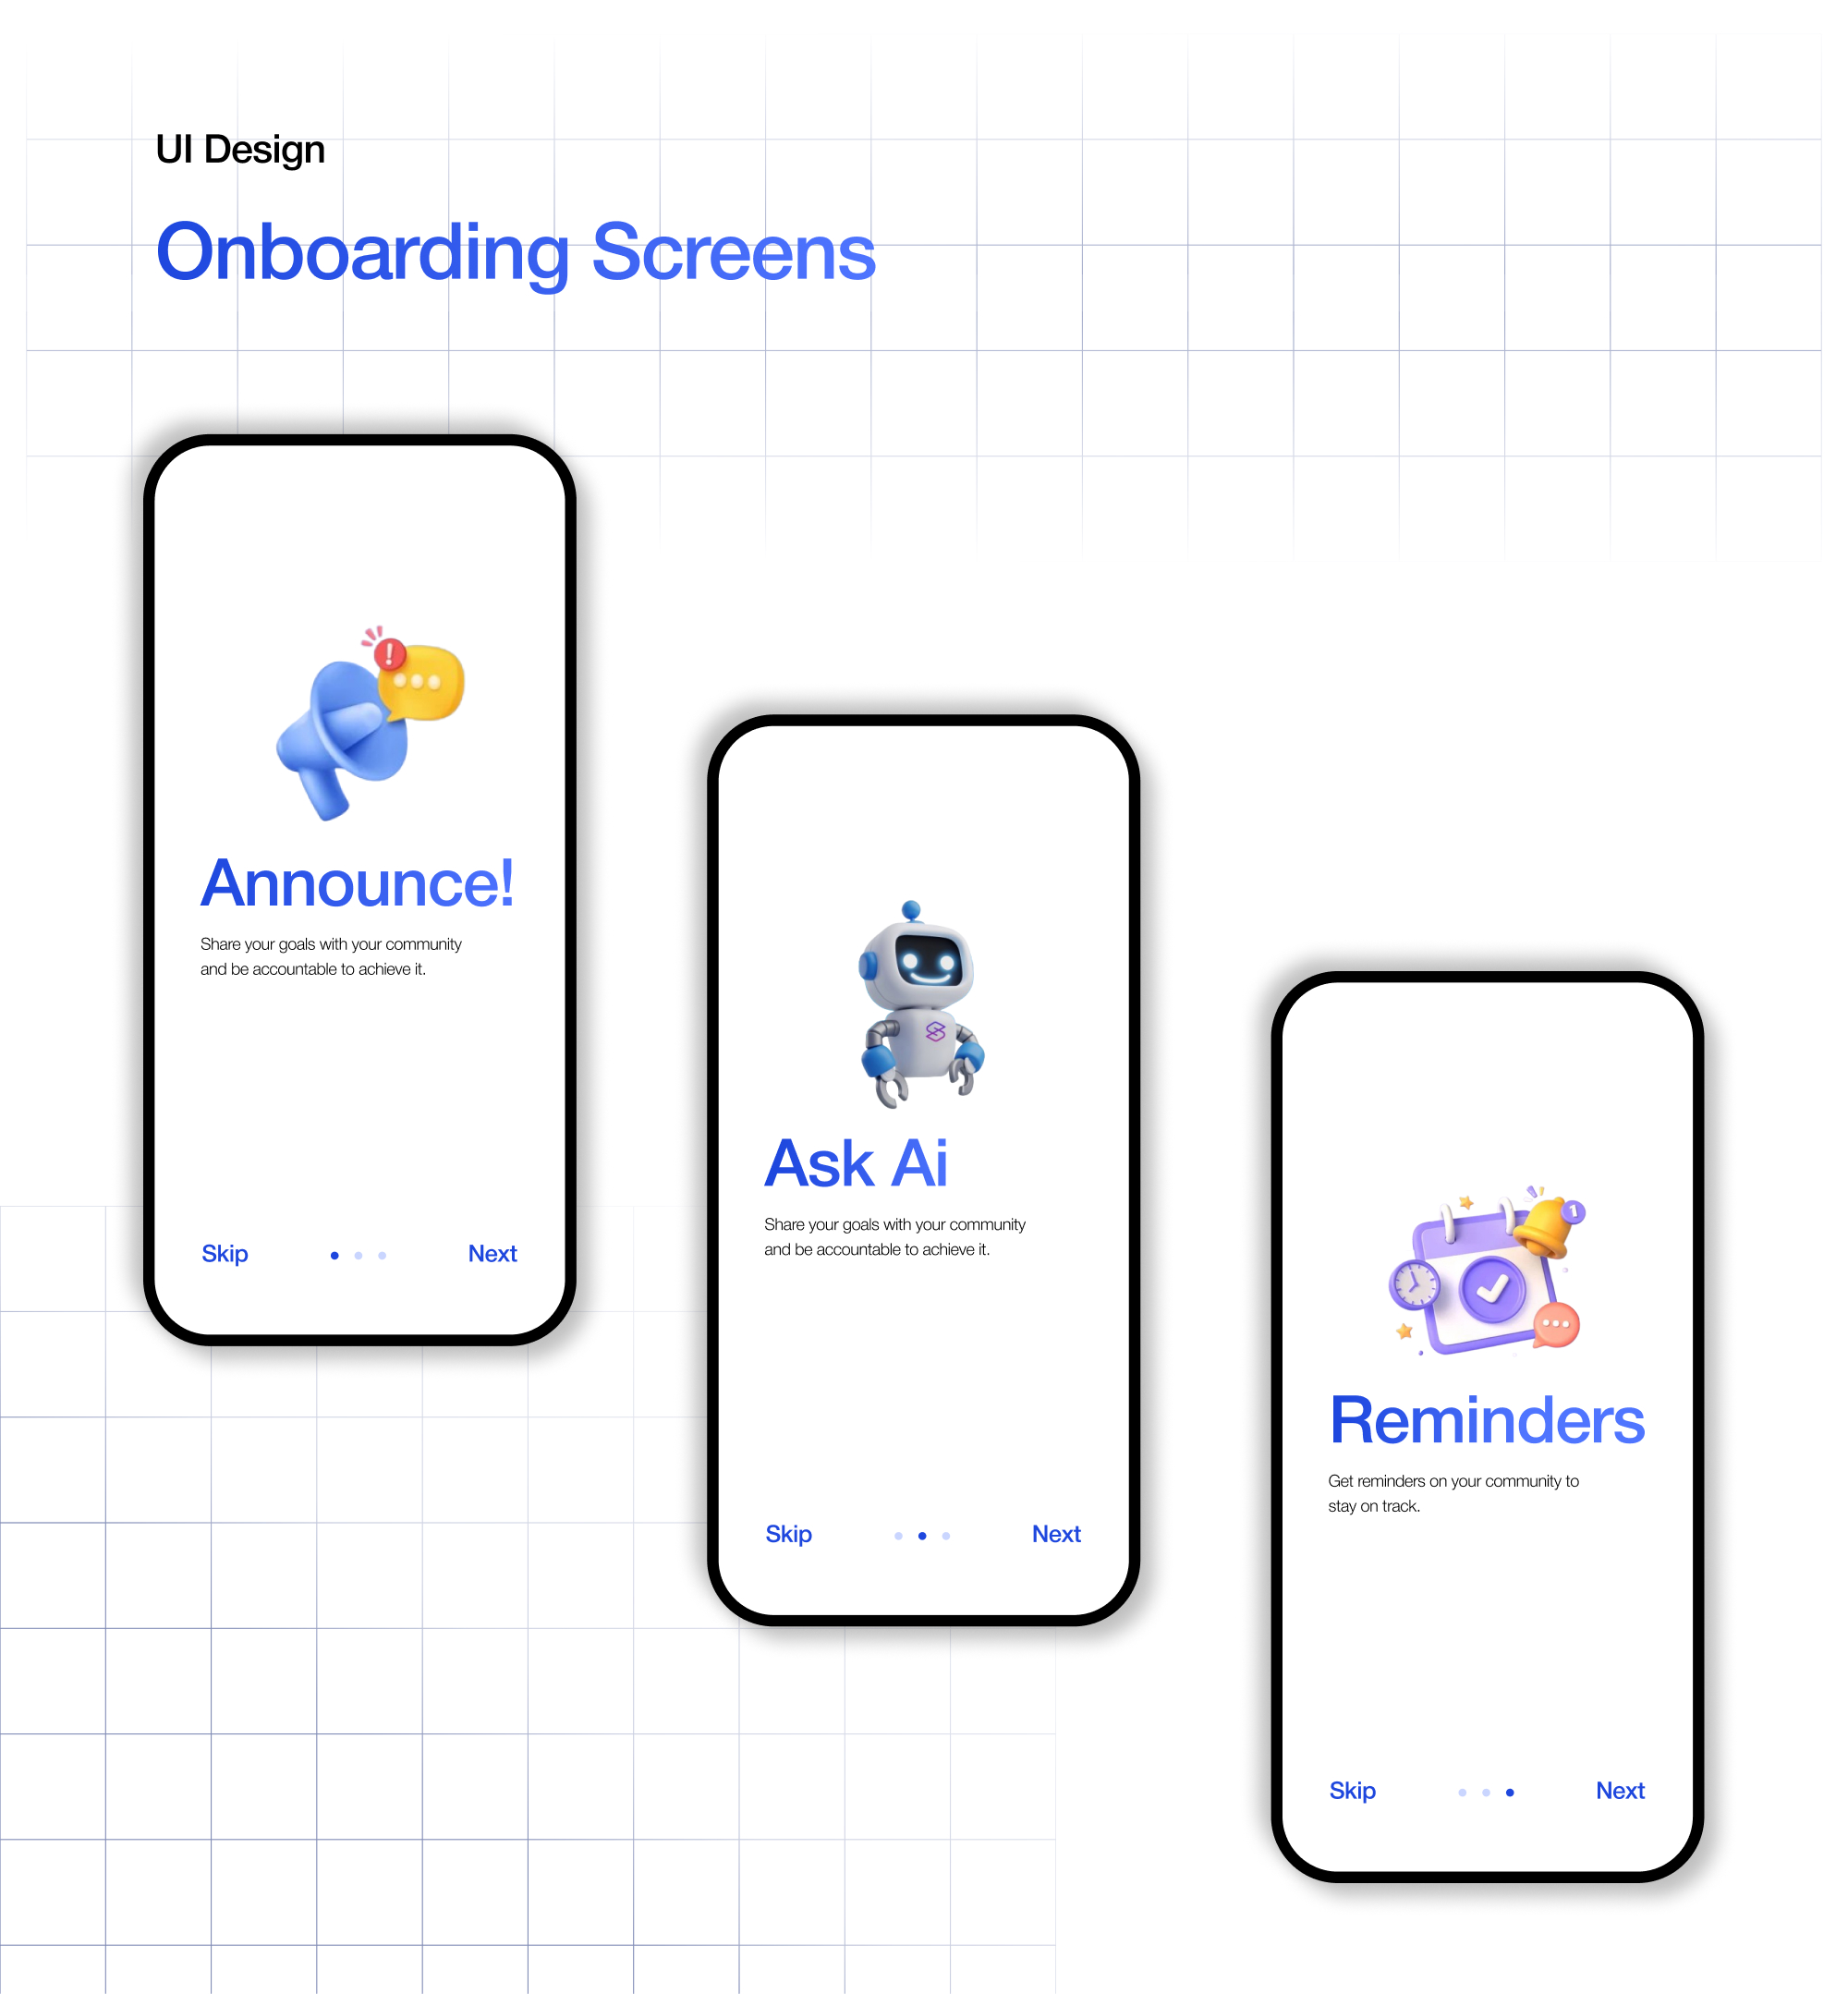 UI Design
Onboarding Screens
Announce!
Share your goals with your community
and be accountable to achieve it.
Skip
Next
Ask Ai
Share your goals with your community
and be accountable to achieve it.
Skip
Next
1
Reminders
Get reminders on your community to
stay on track.
Skip
Next